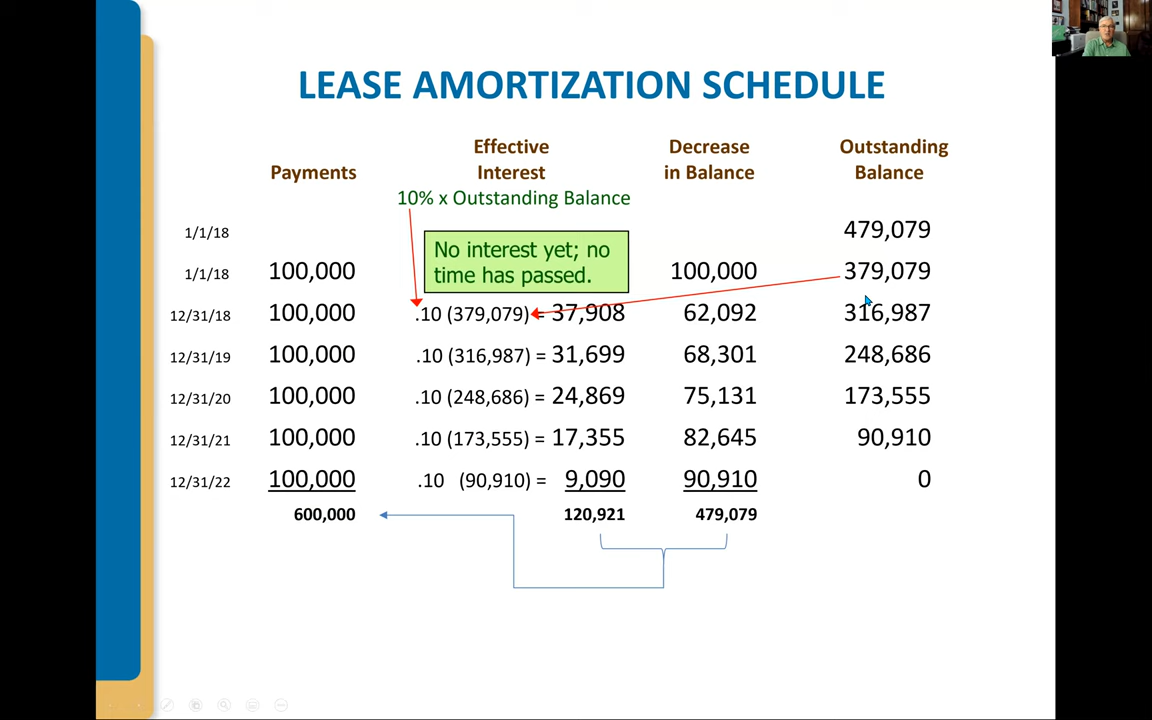 LEASE AMORTIZATION SCHEDULE
Effective Decrease Outstanding
Payments Interest in Balance Balance
10% x Outstanding Balance
1/1/18 479,079
No interest yet; no
time has passed.
1/1/18 100,000 100,000 379,079
12/31/18 100,000 .10 (379,079) = 37,908 62,092 316,987
12/31/19 100,000 .10 (316,987) = 31,699 68,301 248,686
12/31/20 100,000 .10 (248,686) = 24,869 75,131 173,555
12/31/21 100,000 .10 (173,555) = 17,355 82,645 90,910
12/31/22 100,000 .10 (90,910) = 9,090 90,910 0
600,000 120,921 479,079